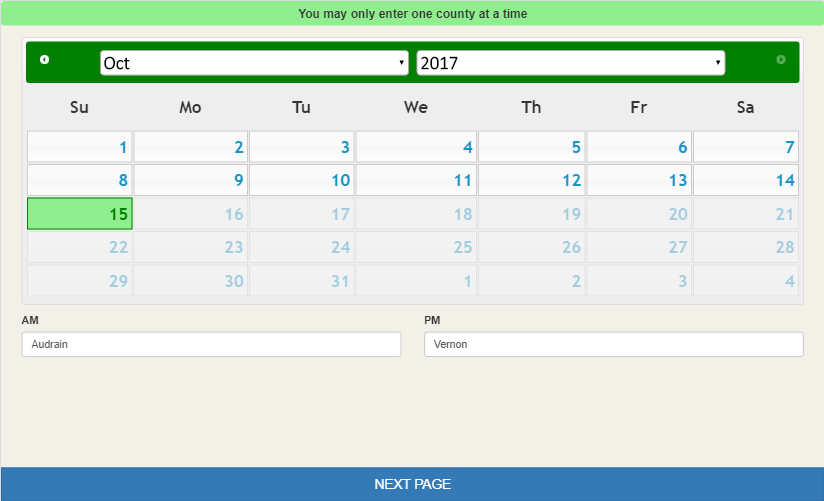 You may only enter one county at a time
Oct 2017
Su Mo Tu We Th Fr Sa
1 2 3 4 5 6 7
8 9 10 11 12 13 14
15 16 17 18 19 20 21
22 23 24 25 26 27 28
29 30 31 1 2 3 4
AM PM
Audrain Vernon
NEXT PAGE